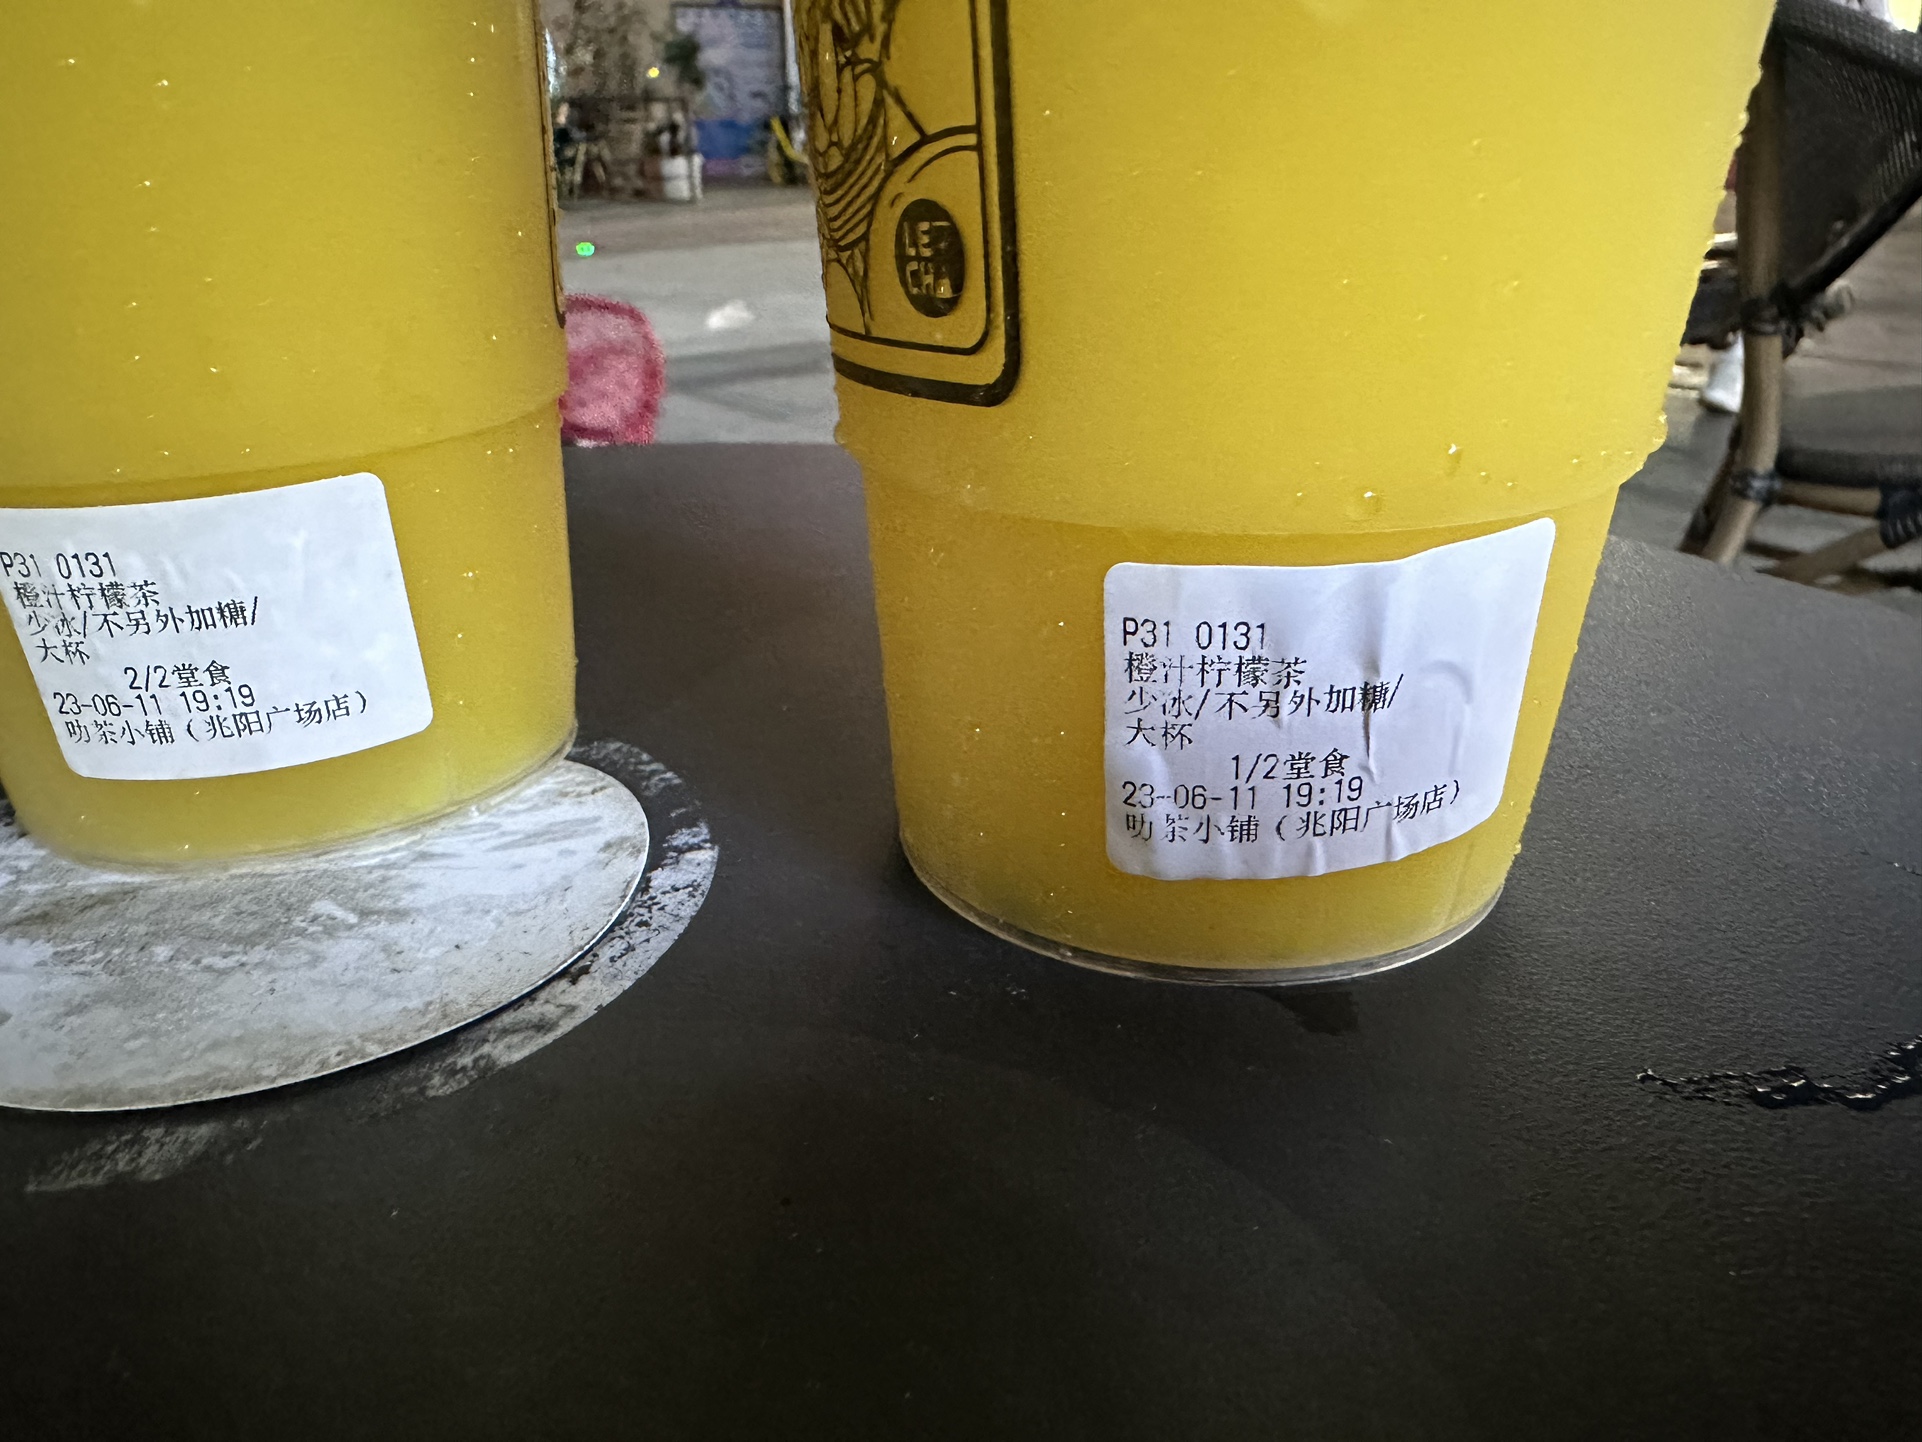 P31 0131
橙汁柠檬茶
少冰/不另外加糖/
大杯
2/2堂食
23-06-11 19:19
叻茶小铺（兆阳广场店）
LER
CHA
P31 0131
橙汁柠檬茶
少冰/不另外加糖/
大杯
1/2堂食
23-06-11 19:19
叻茶小铺（兆阳广场店）